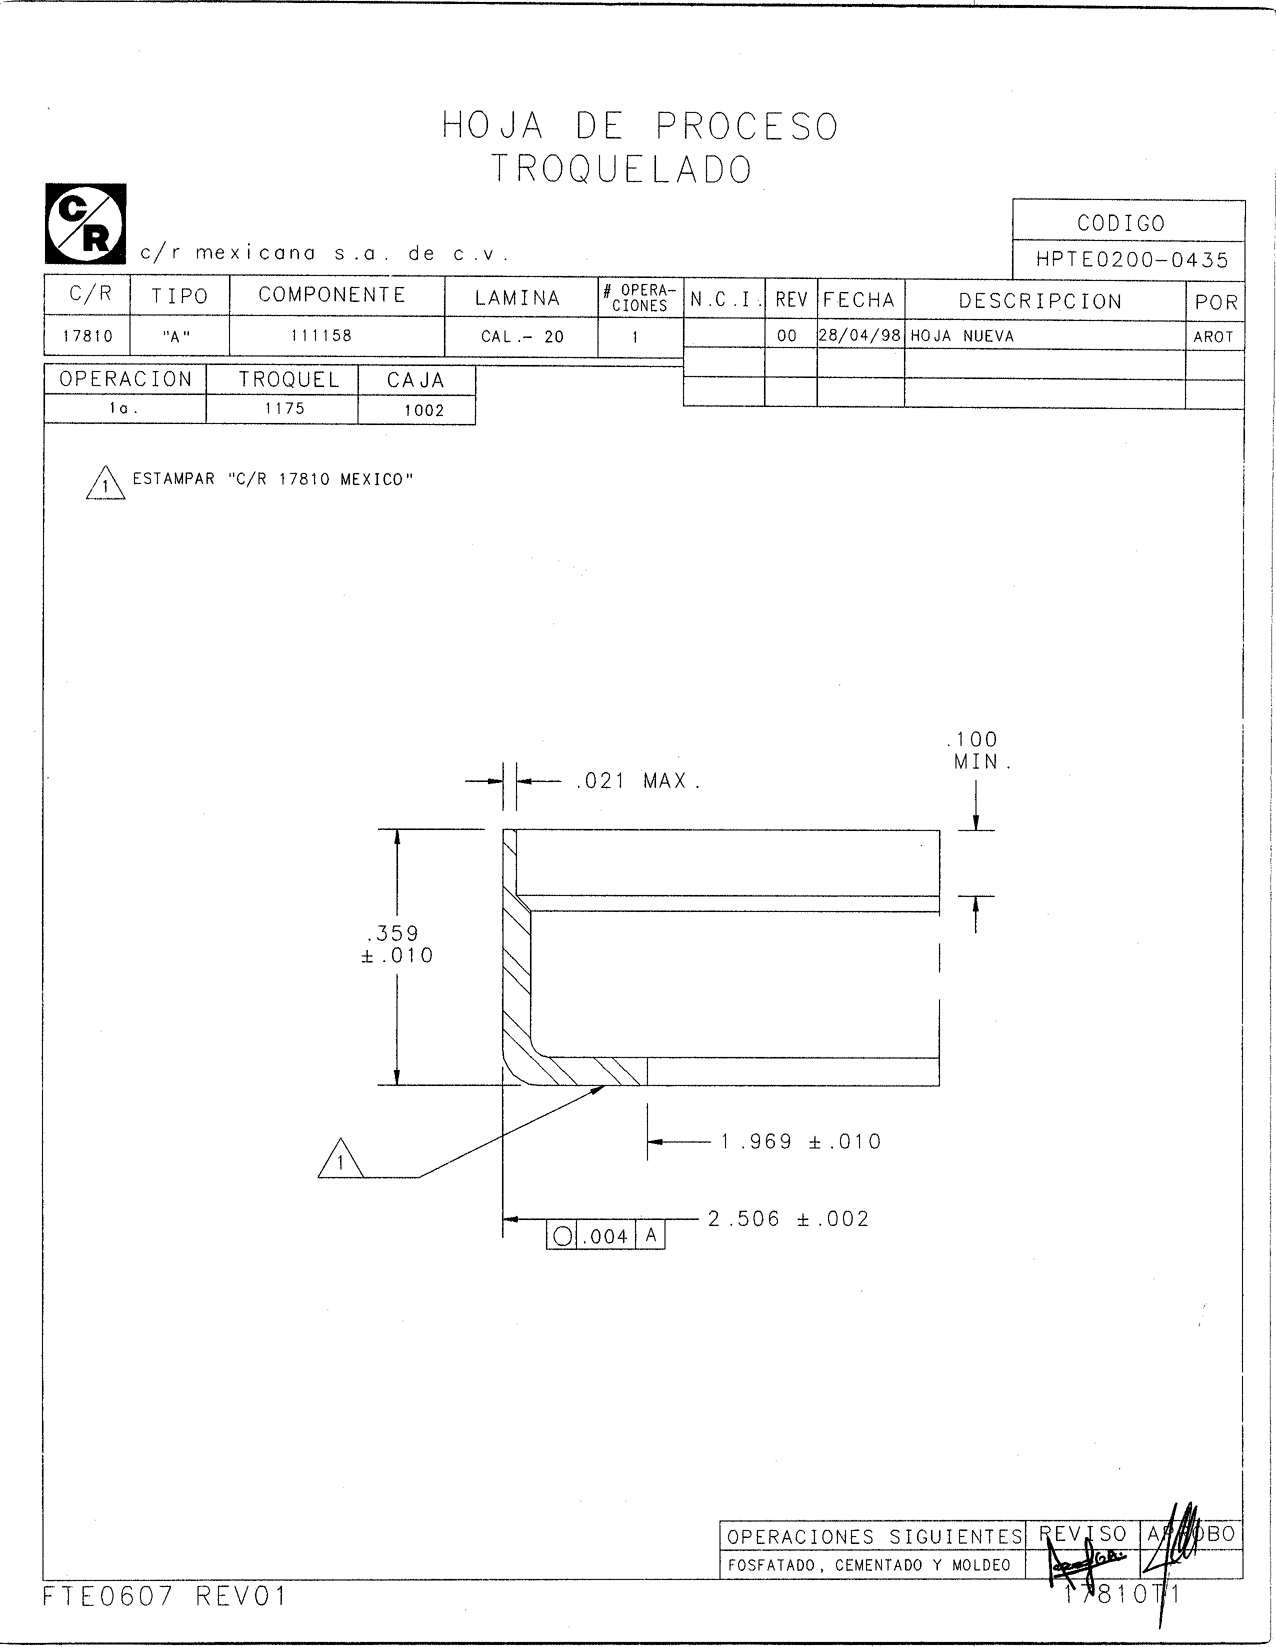 HOJA DE PROCESO
TROQUELADO
C/R
c/r mexicana s.a. de c.v.
CODIGO
HPTE0200-0435
C/R TIPO COMPONENTE LAMINA # OPERA-CIONES N.C.I. REV FECHA DESCRIPCION POR
17810 "A" 111158 CAL.- 20 1 00 28/04/98 HOJA NUEVA AROT
OPERACION TROQUEL CAJA
1a. 1175 1002
1 ESTAMPAR "C/R 17810 MEXICO"
.100
MIN.
.021 MAX.
.359
±.010
1.969 ±.010
1
2.506 ±.002
.004 A
OPERACIONES SIGUIENTES REVISO APROBO
FOSFATADO, CEMENTADO Y MOLDEO
FTE0607 REV01
17810T1